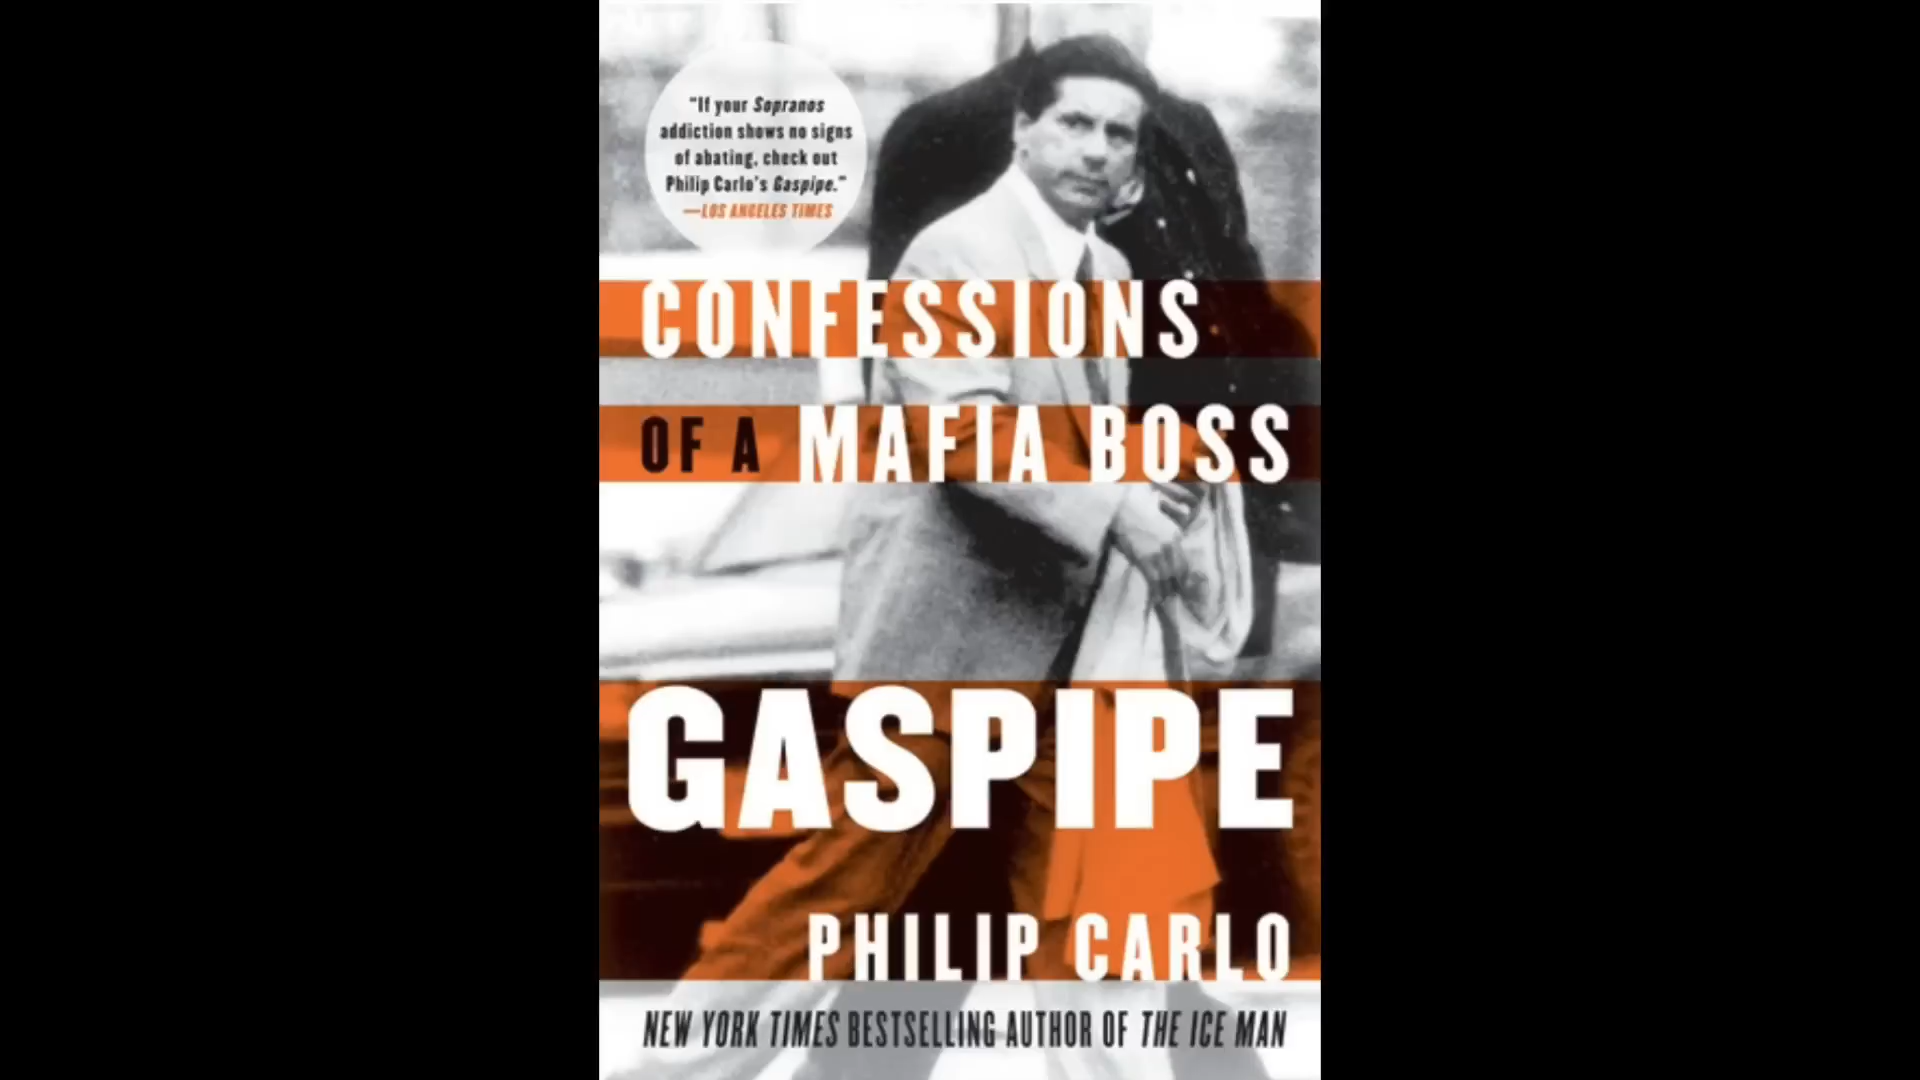 "If your Sopranos
addiction shows no signs
of abating, check out
Philip Carlo's Gaspipe."
—LOS ANGELES TIMES
CONFESSIONS
OF A MAFIA BOSS
GASPIPE
PHILIP CARLO
NEW YORK TIMES BESTSELLING AUTHOR OF THE ICE MAN